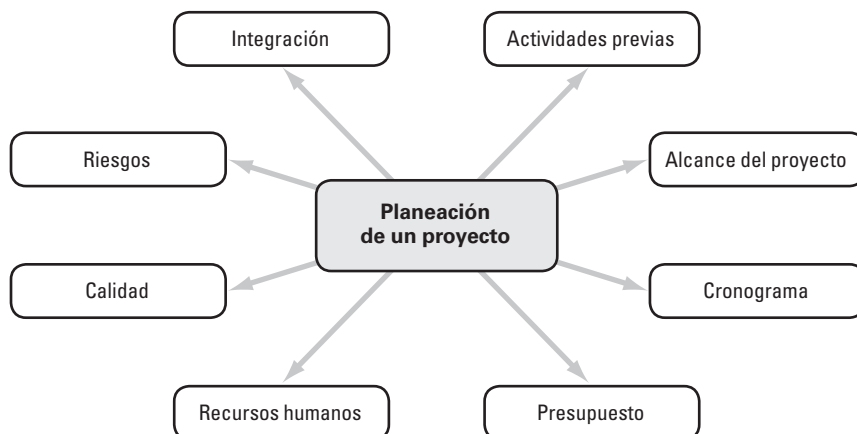 Integración
Actividades previas
Riesgos
Alcance del proyecto
Planeación
de un proyecto
Calidad
Cronograma
Recursos humanos
Presupuesto